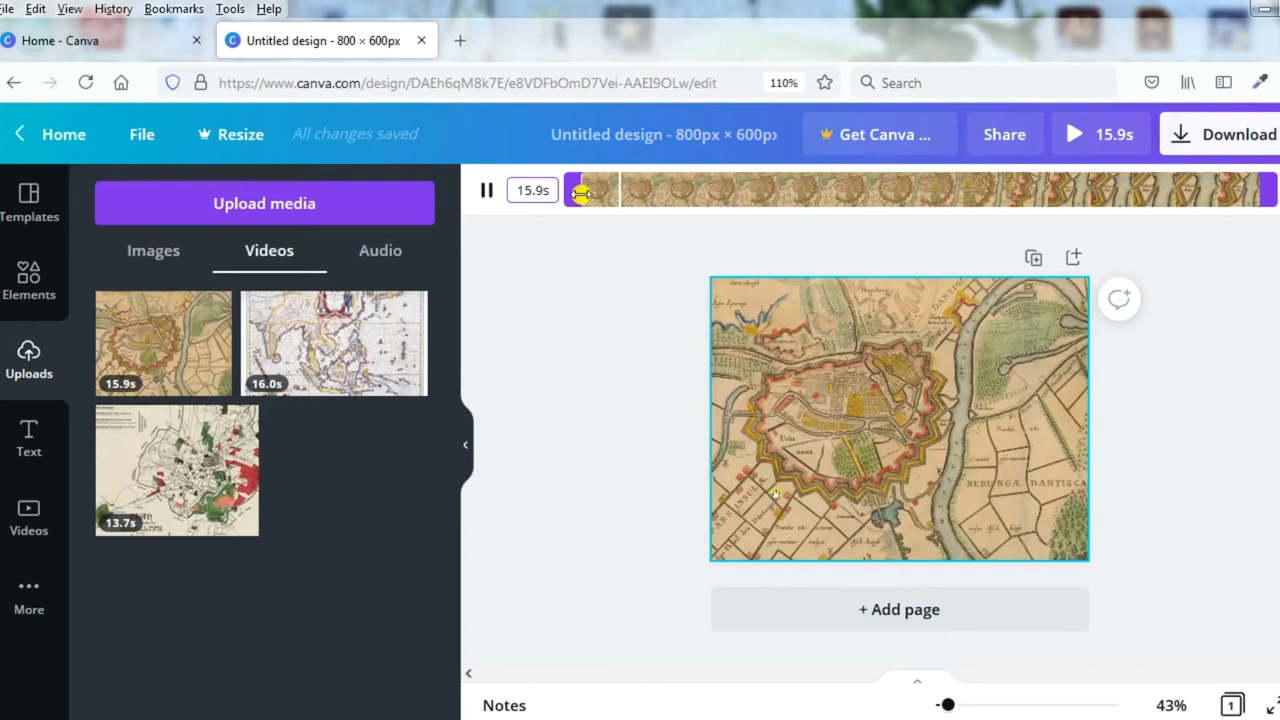 File Edit View History Bookmarks Tools Help
Home - Canva
Untitled design - 800 × 600px
https://www.canva.com/design/DAEh6qM8k7E/e8VDFbOmD7Vei-AAEI9OLw/edit
110%
Search
Home File Resize All changes saved
Untitled design - 800px × 600px
Get Canva ...
Share
15.9s
Download
Templates
Elements
Uploads
Text
Videos
More
Upload media
Images Videos Audio
15.9s
16.0s
13.7s
15.9s
NERUNGÆ DANTISCA
+ Add page
Notes
43%
1